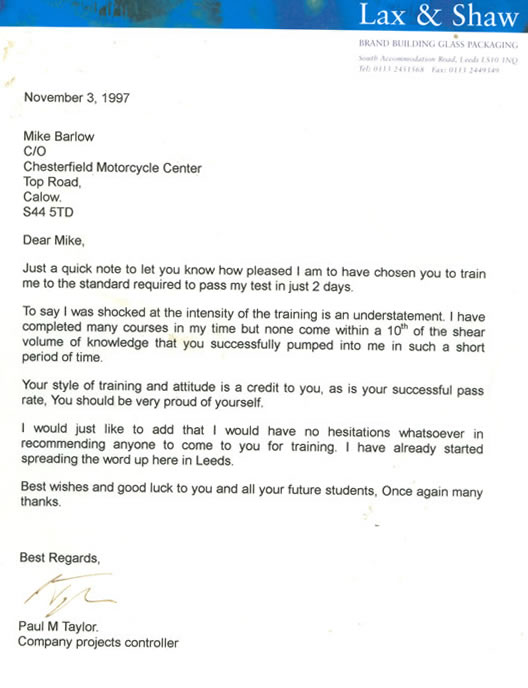 Lax & Shaw
BRAND BUILDING GLASS PACKAGING
South Accommodation Road, Leeds LS10 1NQ
Tel: 0113 2451568 Fax: 0113 2449349
November 3, 1997
Mike Barlow
C/O
Chesterfield Motorcycle Center
Top Road,
Calow.
S44 5TD
Dear Mike,
Just a quick note to let you know how pleased I am to have chosen you to train
me to the standard required to pass my test in just 2 days.
To say I was shocked at the intensity of the training is an understatement. I have
completed many courses in my time but none come within a 10th of the shear
volume of knowledge that you successfully pumped into me in such a short
period of time.
Your style of training and attitude is a credit to you, as is your successful pass
rate, You should be very proud of yourself.
I would just like to add that I would have no hesitations whatsoever in
recommending anyone to come to you for training. I have already started
spreading the word up here in Leeds.
Best wishes and good luck to you and all your future students, Once again many
thanks.
Best Regards,
Paul M Taylor.
Company projects controller